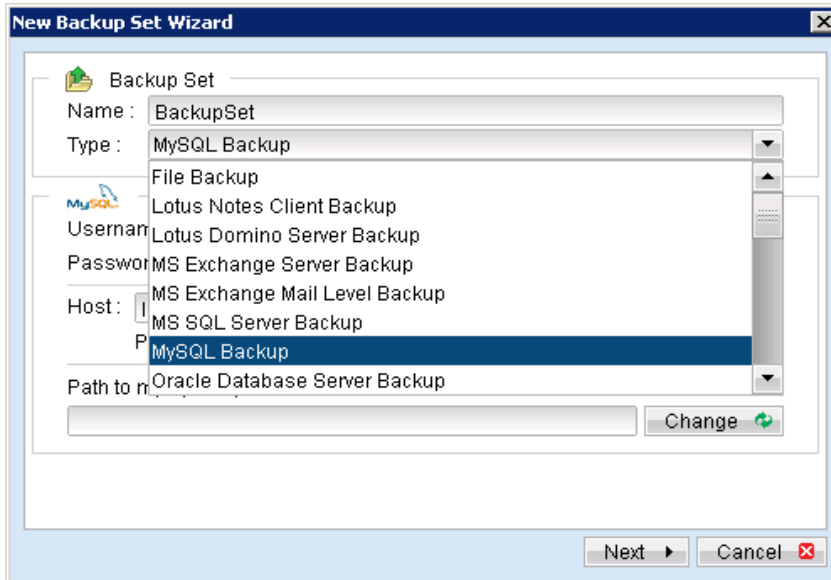 New Backup Set Wizard
Backup Set
Name : BackupSet
Type : MySQL Backup
File Backup
Lotus Notes Client Backup
MySQL
Lotus Domino Server Backup
MS Exchange Server Backup
MS Exchange Mail Level Backup
Host :
MS SQL Server Backup
MySQL Backup
Oracle Database Server Backup
Path to
Change
Next
Cancel